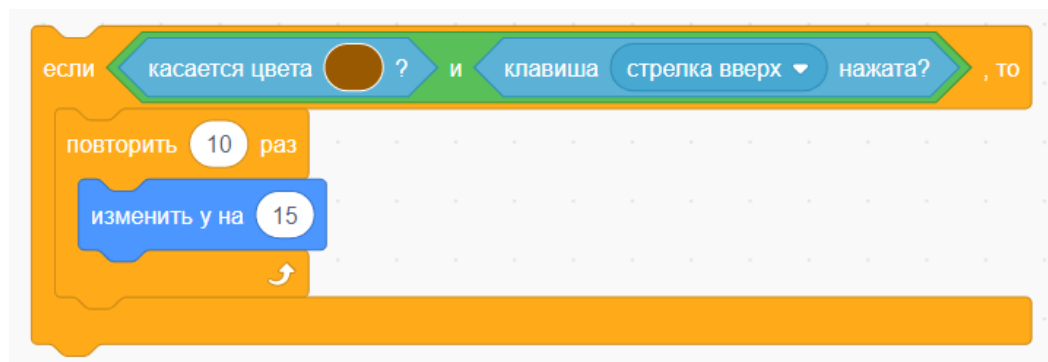 если касается цвета ? и клавиша стрелка вверх нажата? , то
повторить 10 раз
изменить y на 15